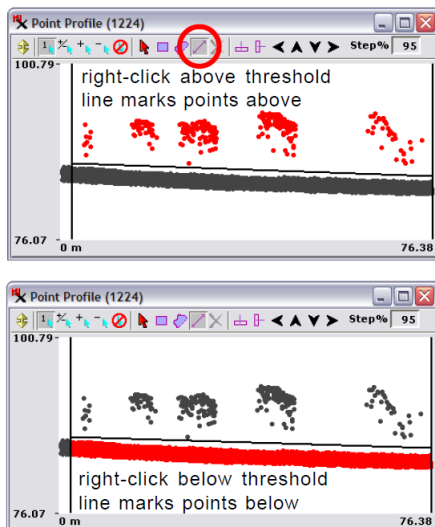 Point Profile (1224)
1 Step% 95
100.79
right-click above threshold
line marks points above
76.07
0 m 76.38
Point Profile (1224)
1 Step% 95
100.79
right-click below threshold
line marks points below
76.07
0 m 76.38